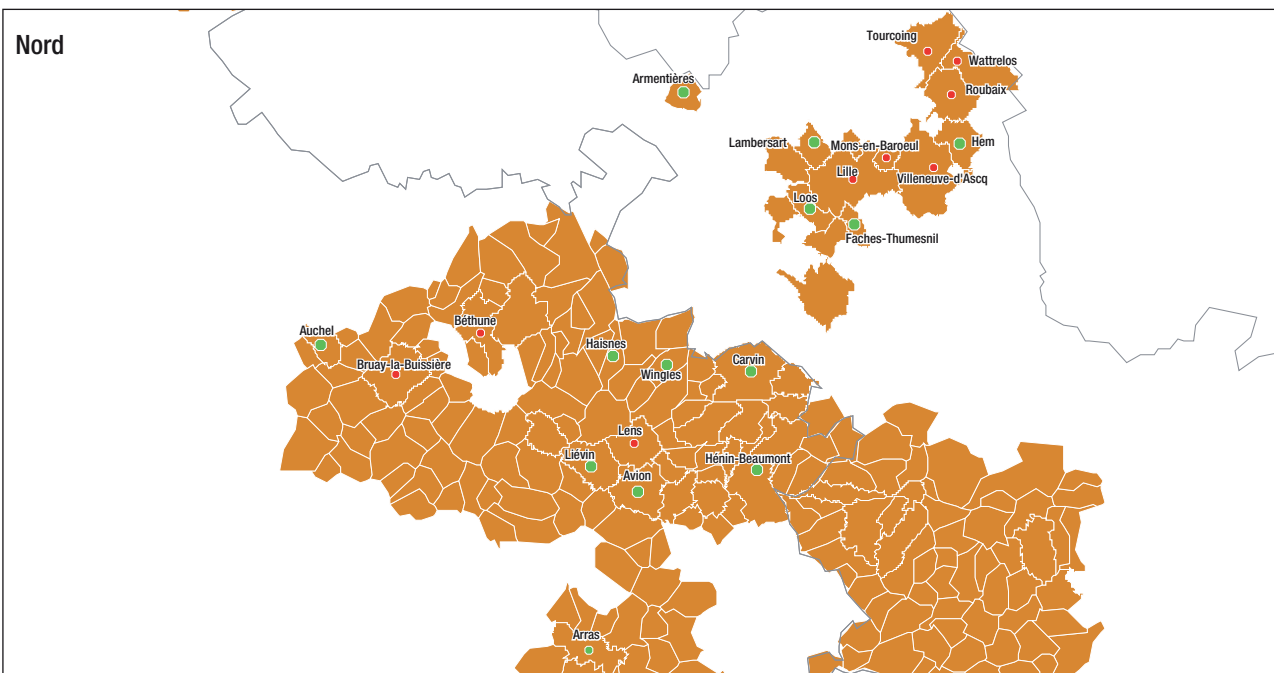 Nord
Tourcoing
Wattrelos
Armentières
Roubaix
Lambersart
Mons-en-Baroeul
Hem
Lille
Villeneuve-d'Ascq
Loos
Faches-Thumesnil
Béthune
Auchel
Haisnes
Carvin
Bruay-la-Buissière
Wingles
Lens
Liévin
Hénin-Beaumont
Avion
Arras